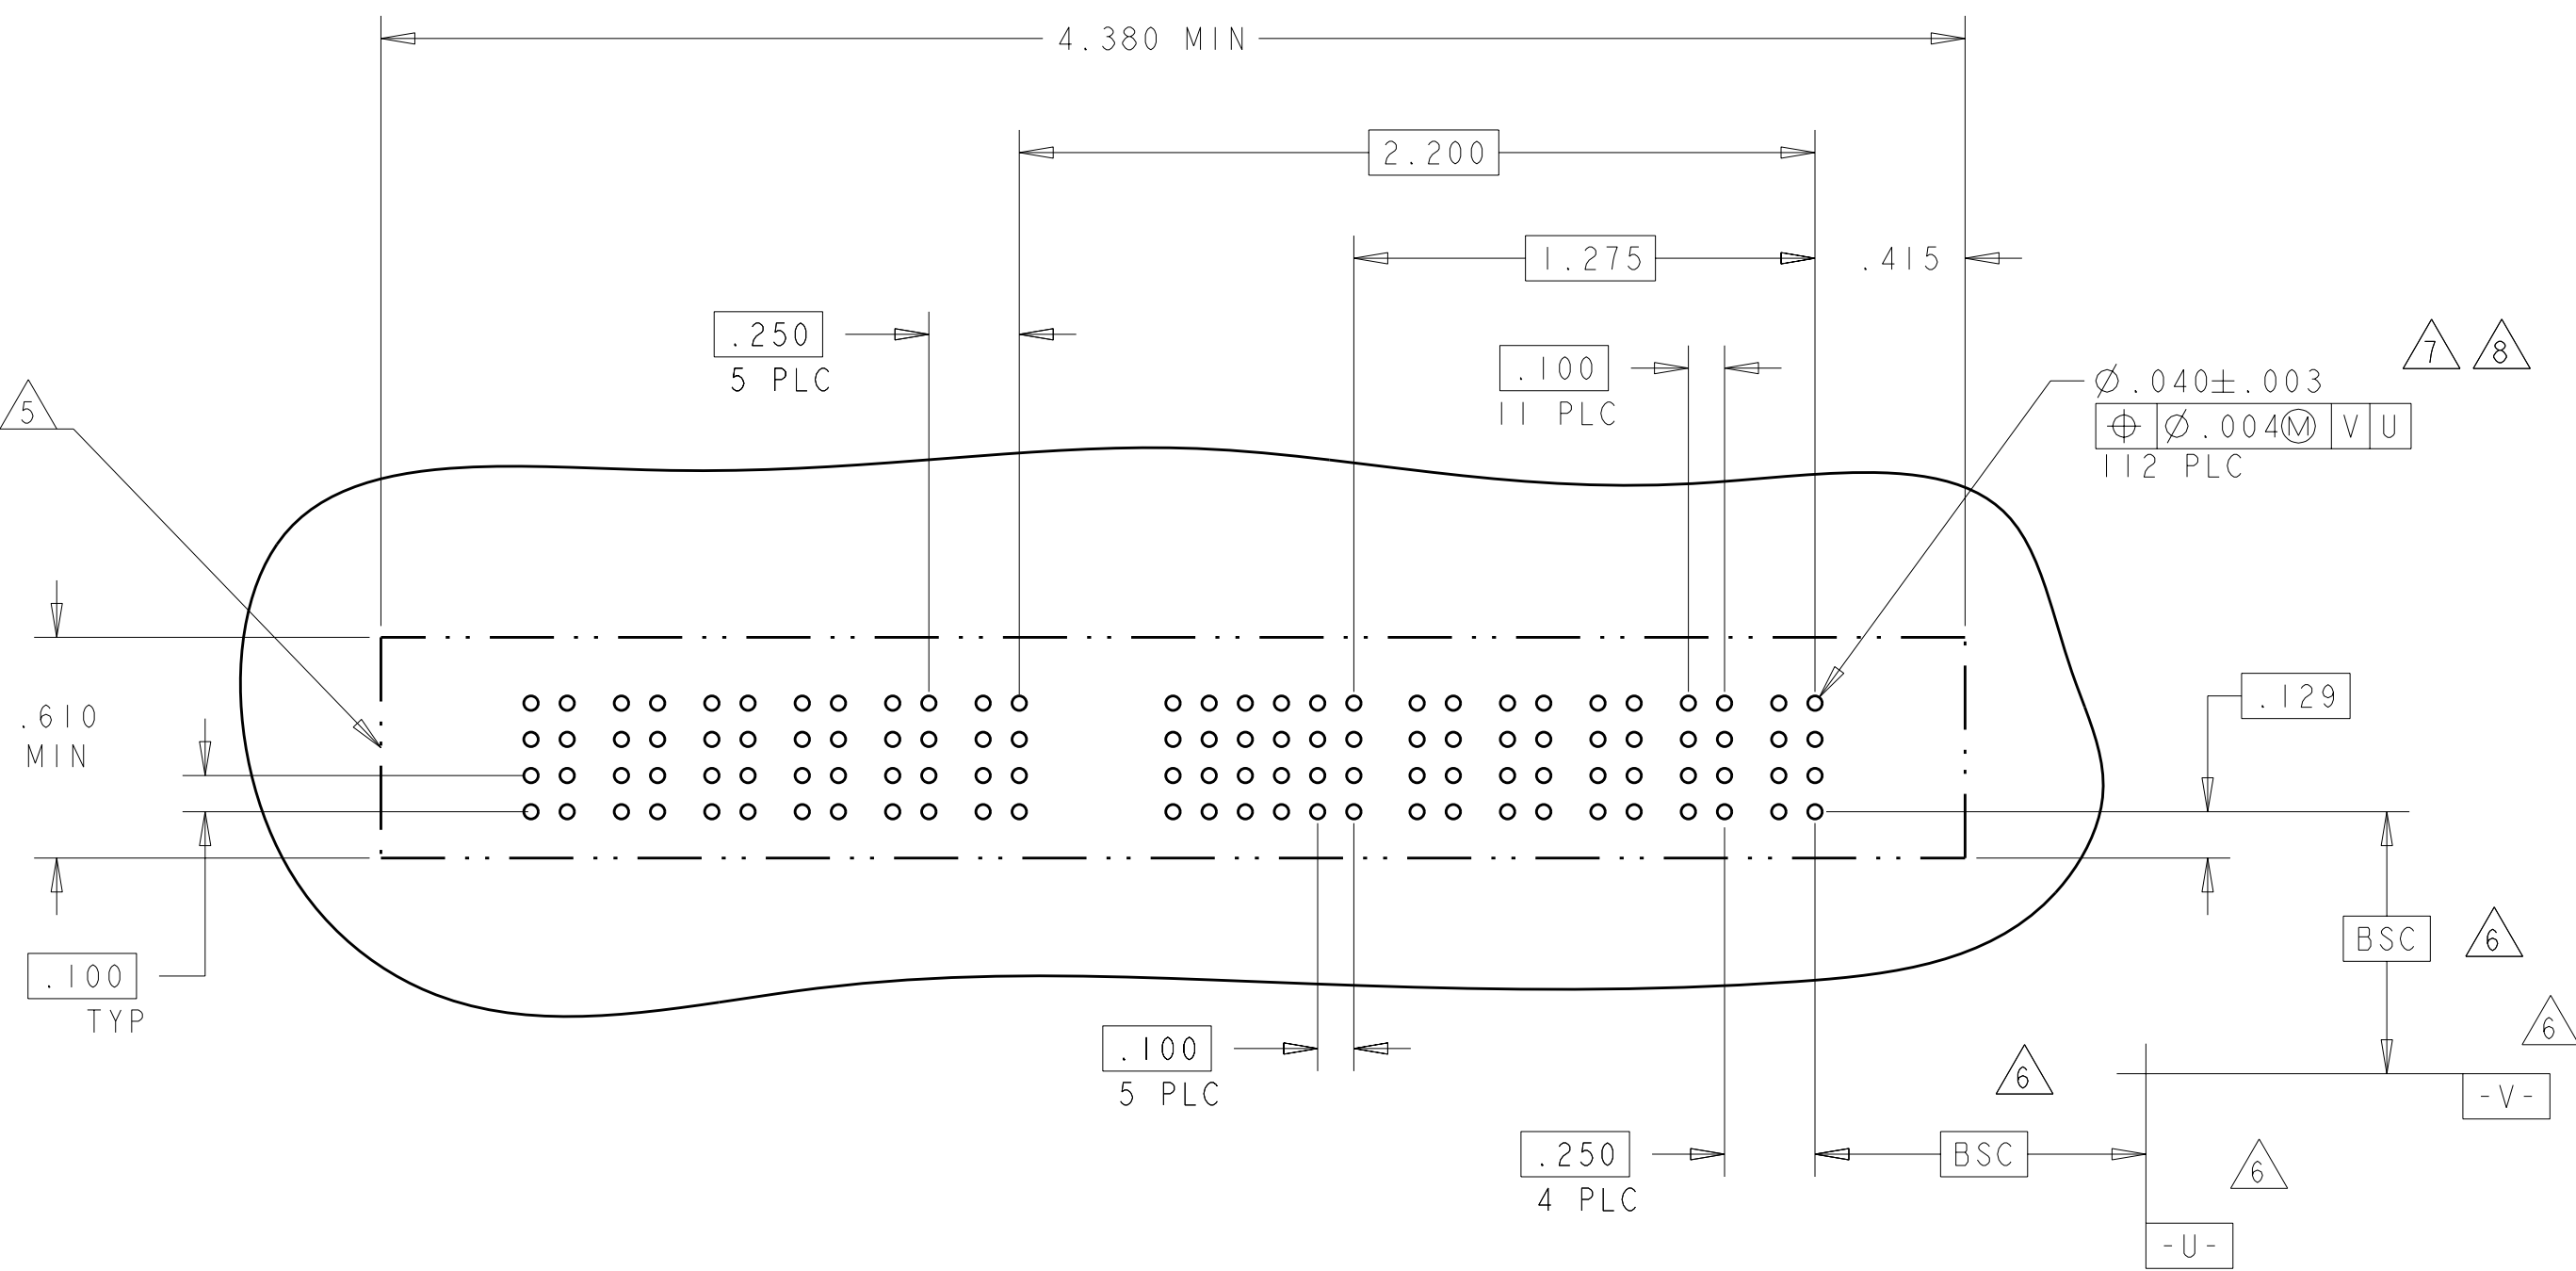 4.380 MIN
2.200
1.275
.415
.250
5 PLC
.100
11 PLC
7
8
⌀.040±.003
⌖ ⌀.004Ⓜ V U
112 PLC
5
.610
MIN
.129
.100
TYP
BSC
6
.100
5 PLC
6
6
-V-
.250
4 PLC
BSC
6
-U-